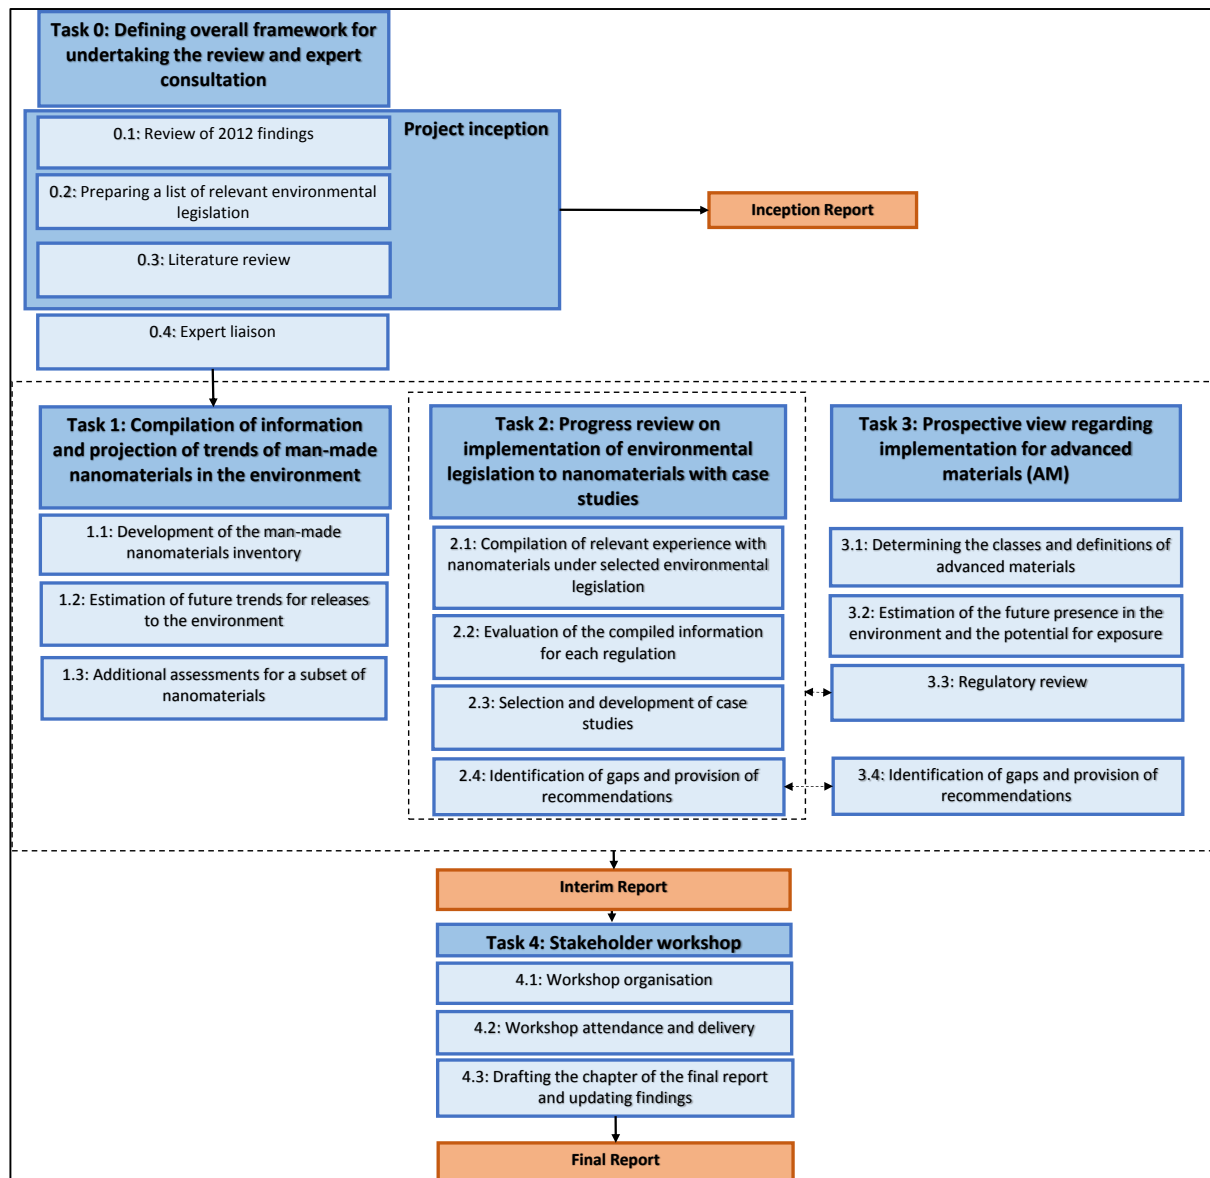 Task 0: Defining overall framework for
undertaking the review and expert
consultation
Project inception
0.1: Review of 2012 findings
0.2: Preparing a list of relevant environmental
legislation
0.3: Literature review
0.4: Expert liaison
Inception Report
Task 1: Compilation of information
and projection of trends of man-made
nanomaterials in the environment
1.1: Development of the man-made
nanomaterials inventory
1.2: Estimation of future trends for releases
to the environment
1.3: Additional assessments for a subset of
nanomaterials
Task 2: Progress review on
implementation of environmental
legislation to nanomaterials with case
studies
2.1: Compilation of relevant experience with
nanomaterials under selected environmental
legislation
2.2: Evaluation of the compiled information
for each regulation
2.3: Selection and development of case
studies
2.4: Identification of gaps and provision of
recommendations
Task 3: Prospective view regarding
implementation for advanced
materials (AM)
3.1: Determining the classes and definitions of
advanced materials
3.2: Estimation of the future presence in the
environment and the potential for exposure
3.3: Regulatory review
3.4: Identification of gaps and provision of
recommendations
Interim Report
Task 4: Stakeholder workshop
4.1: Workshop organisation
4.2: Workshop attendance and delivery
4.3: Drafting the chapter of the final report
and updating findings
Final Report